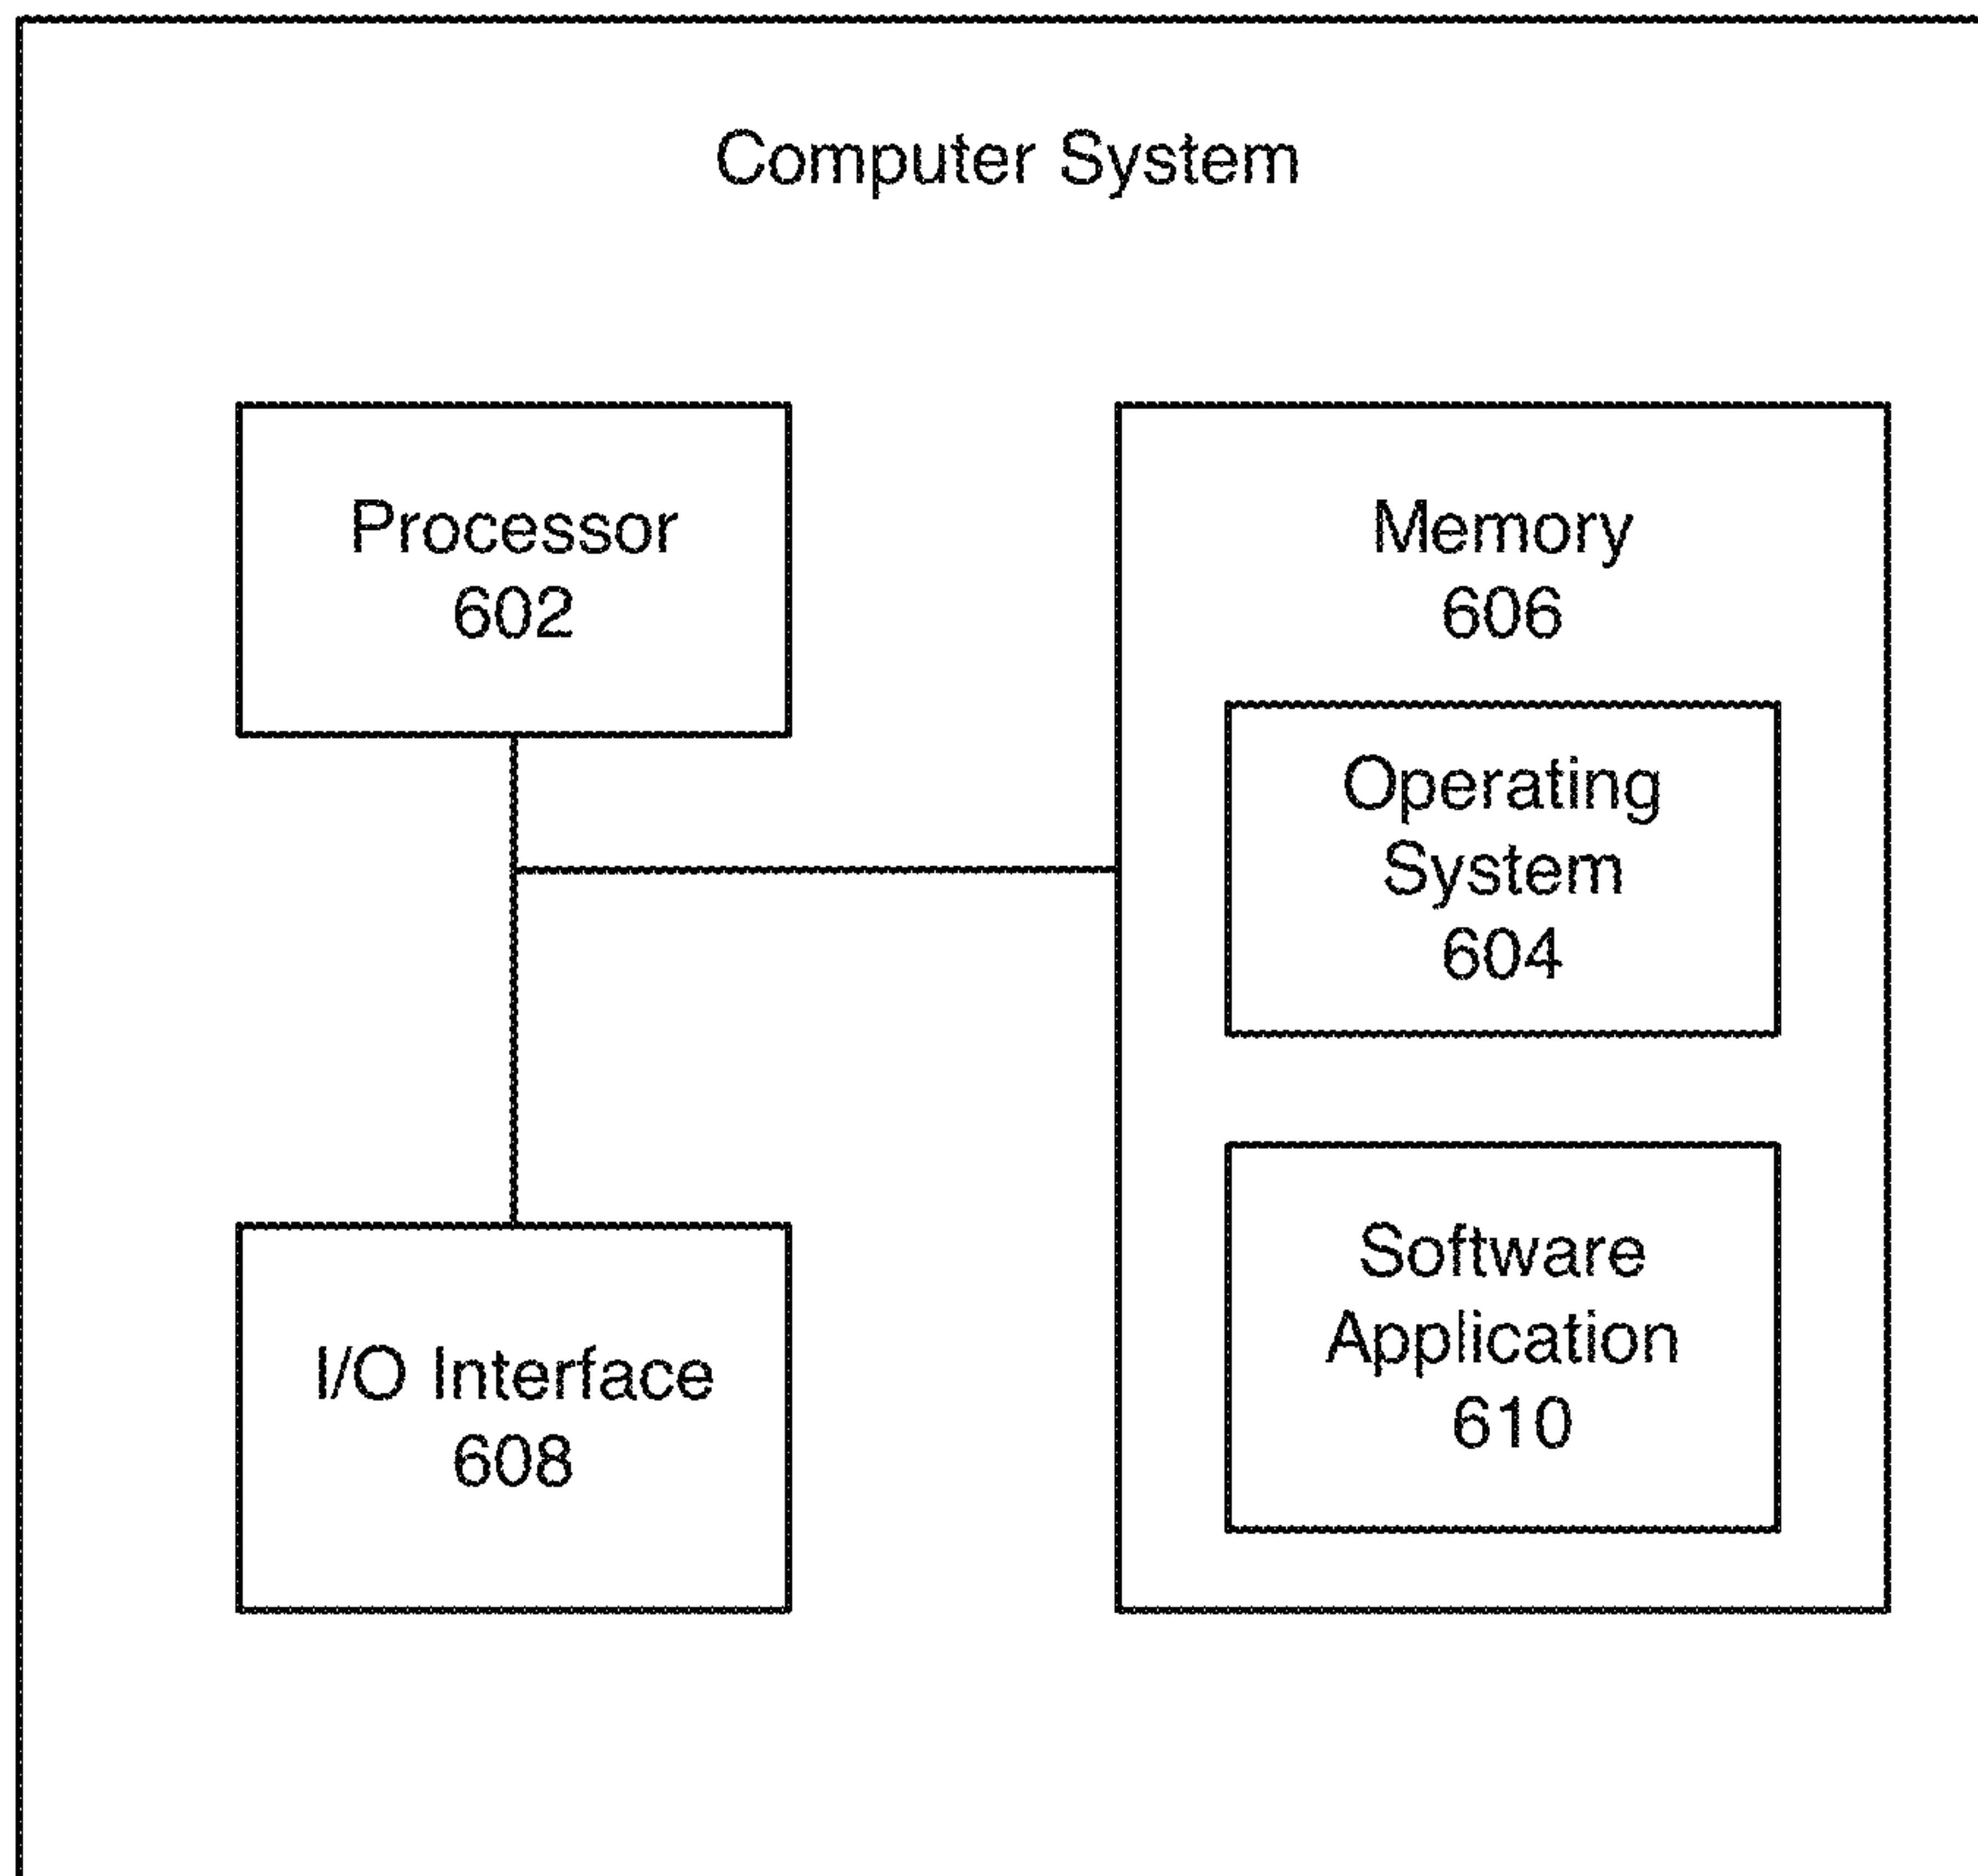 Computer System
Processor
602
Memory
606
Operating
System
604
Software
Application
610
I/O Interface
608